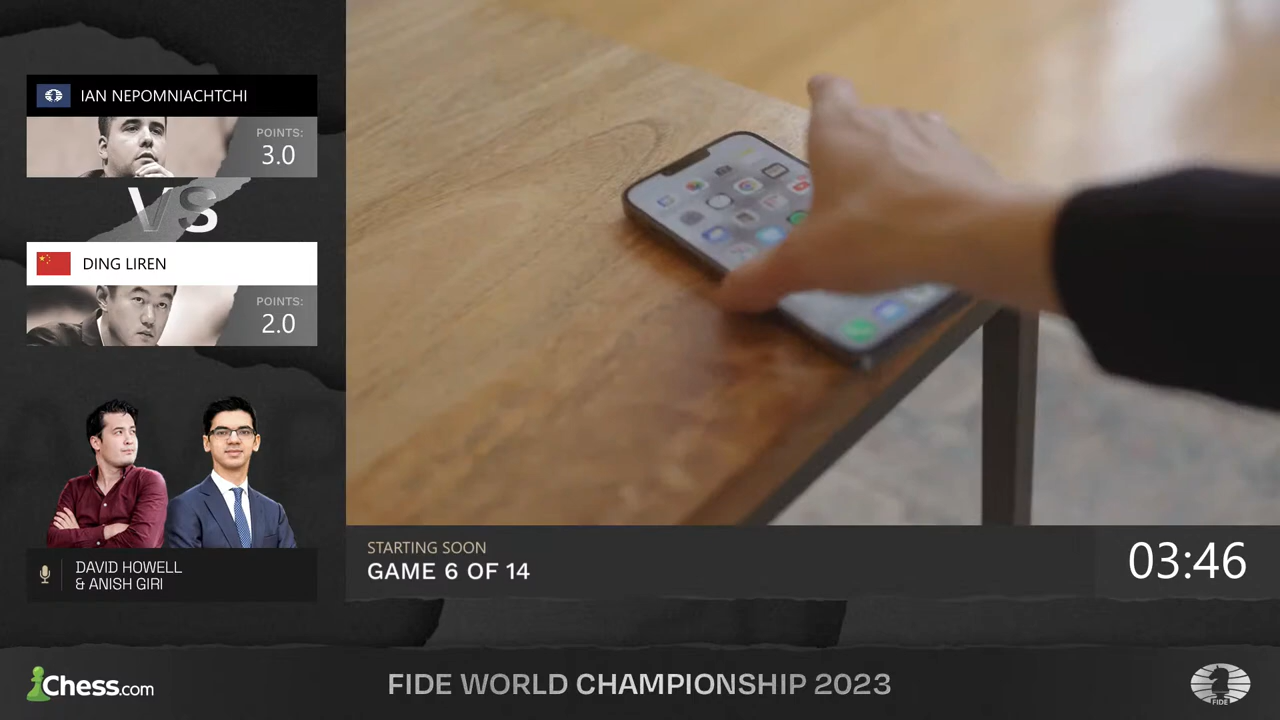 IAN NEPOMNIACHTCHI
POINTS:
3.0
VS
DING LIREN
POINTS:
2.0
DAVID HOWELL
& ANISH GIRI
STARTING SOON
GAME 6 OF 14
03:46
Chess.com
FIDE WORLD CHAMPIONSHIP 2023
FIDE